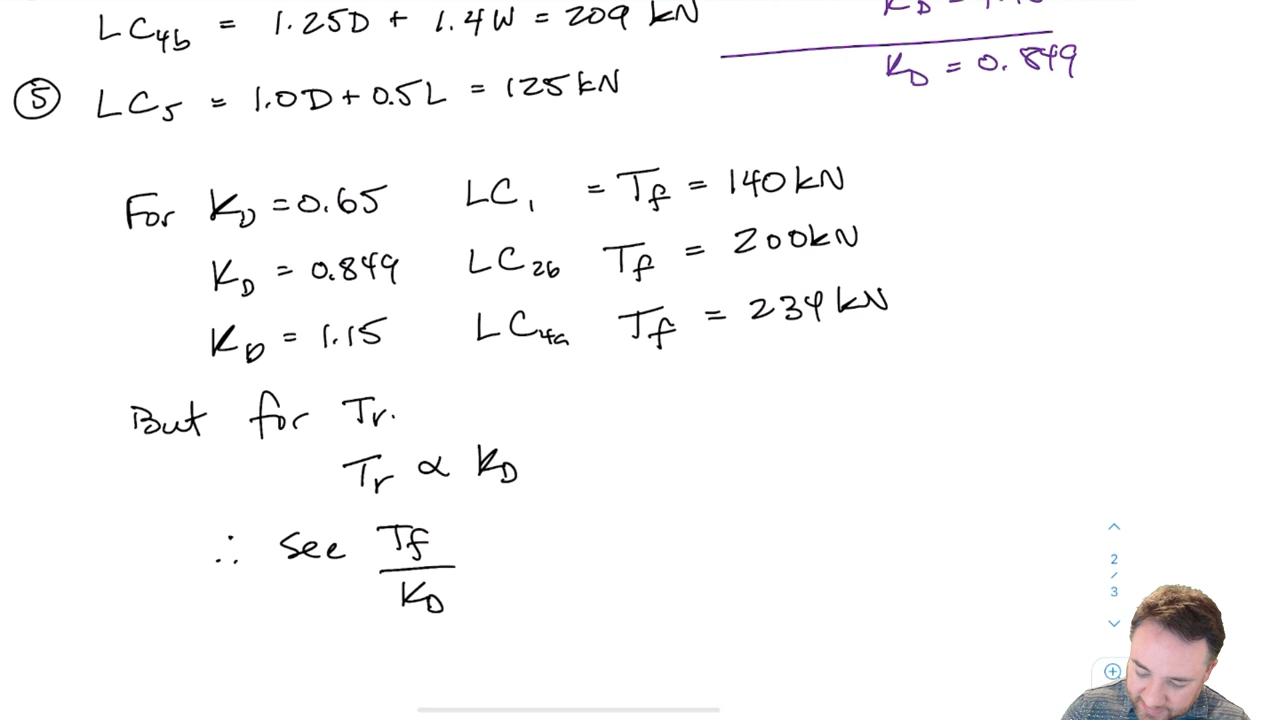 LC4b = 1.25D + 1.4W = 209 kN
KD = 0.849
⑤ LC5 = 1.0D + 0.5L = 125 kN
For KD = 0.65 LC1 = Tf = 140 kN
KD = 0.849 LC2b Tf = 200 kN
KD = 1.15 LC4a Tf = 234 kN
But for Tr.
Tr ∝ KD
∴ See Tf
KD
2
/
3